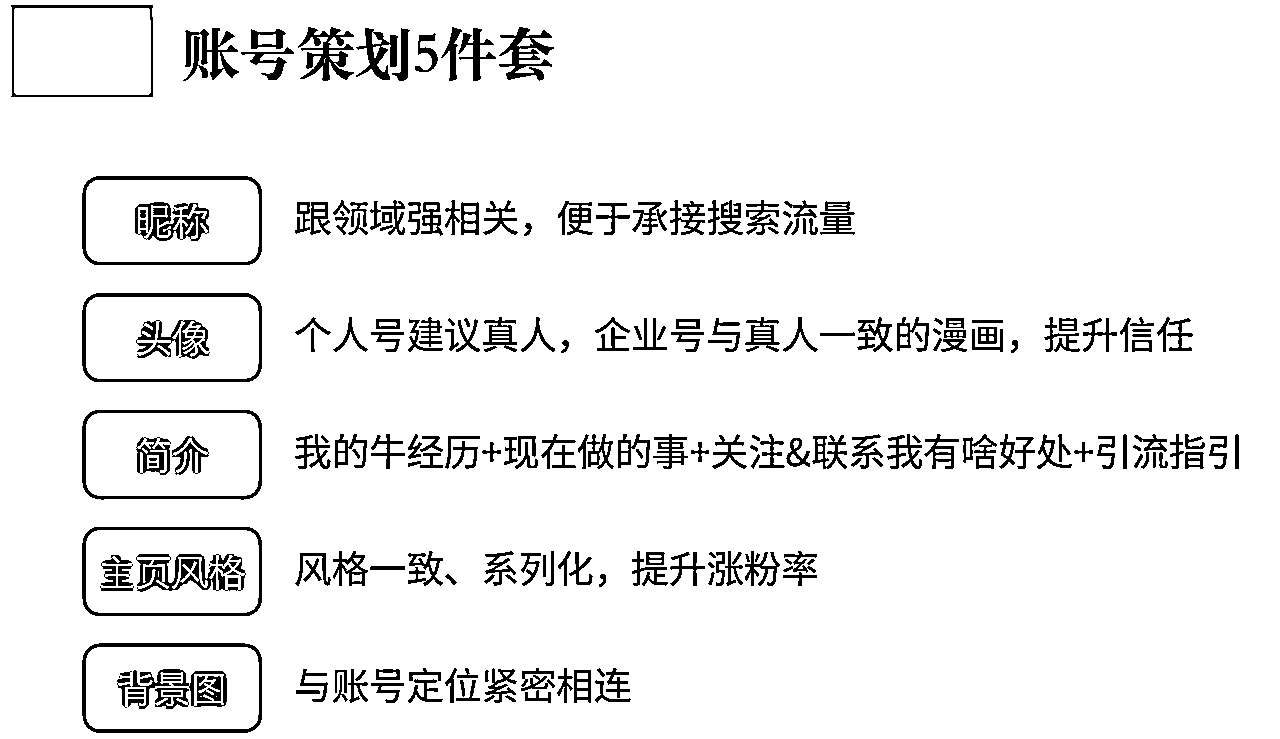 账号策划5件套
昵称
跟领域强相关，便于承接搜索流量
头像
个人号建议真人，企业号与真人一致的漫画，提升信任
简介
我的牛经历+现在做的事+关注&联系我有啥好处+引流指引
主页风格
风格一致、系列化，提升涨粉率
背景图
与账号定位紧密相连